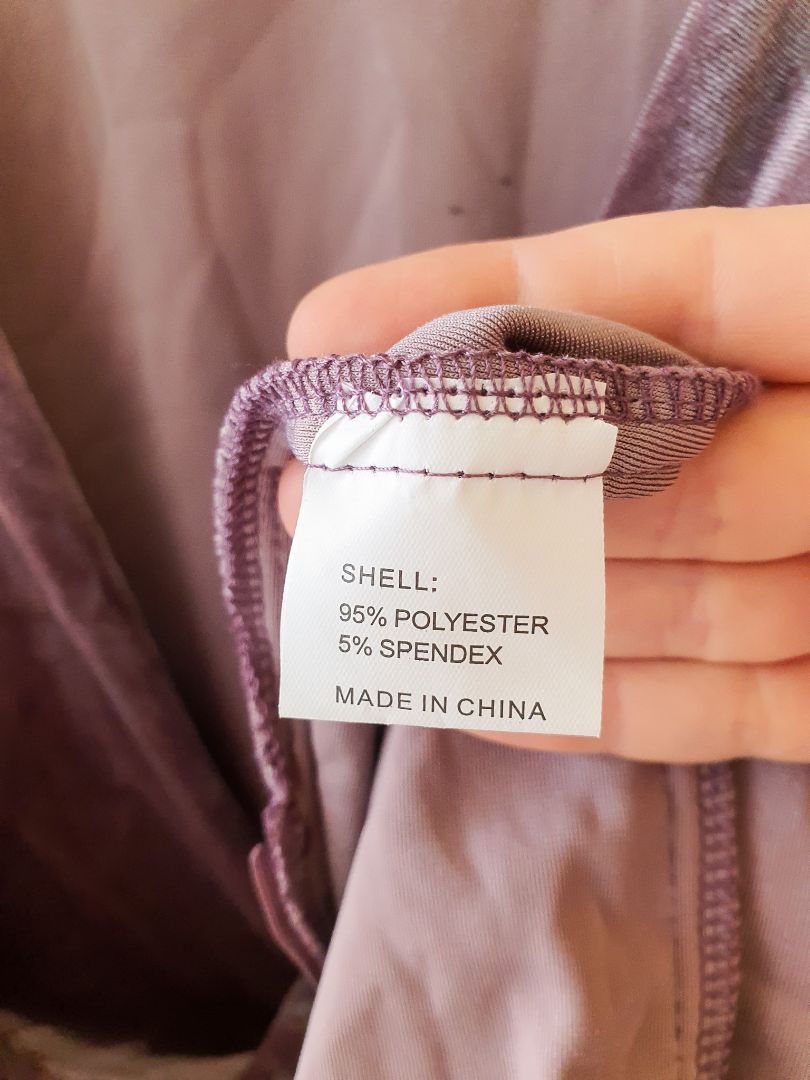 SHELL:
95% POLYESTER
5% SPENDEX
MADE IN CHINA